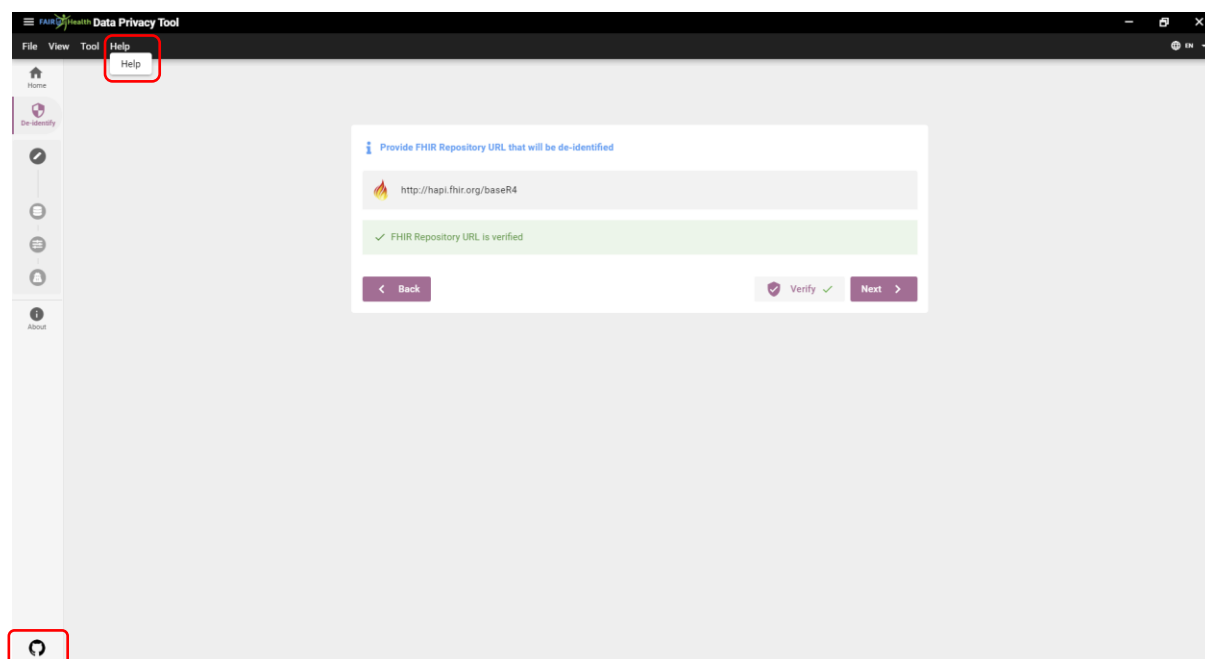 FAIR4Health Data Privacy Tool
File View Tool Help
EN
Help
Home
De-identify
Provide FHIR Repository URL that will be de-identified
http://hapi.fhir.org/baseR4
FHIR Repository URL is verified
Back
Verify
Next
About